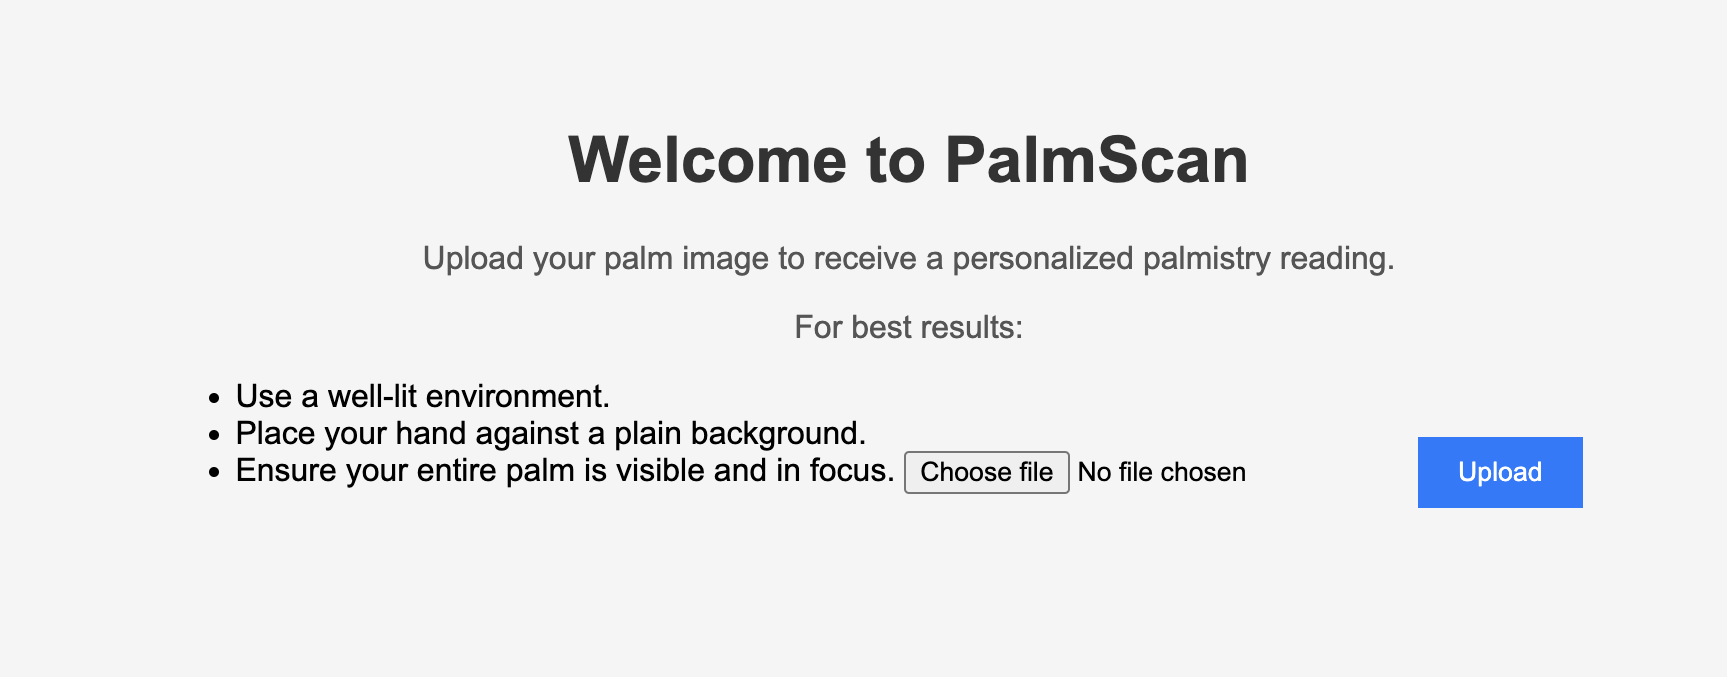 Welcome to PalmScan
Upload your palm image to receive a personalized palmistry reading.
For best results:
• Use a well-lit environment.
• Place your hand against a plain background.
• Ensure your entire palm is visible and in focus. Choose file No file chosen Upload